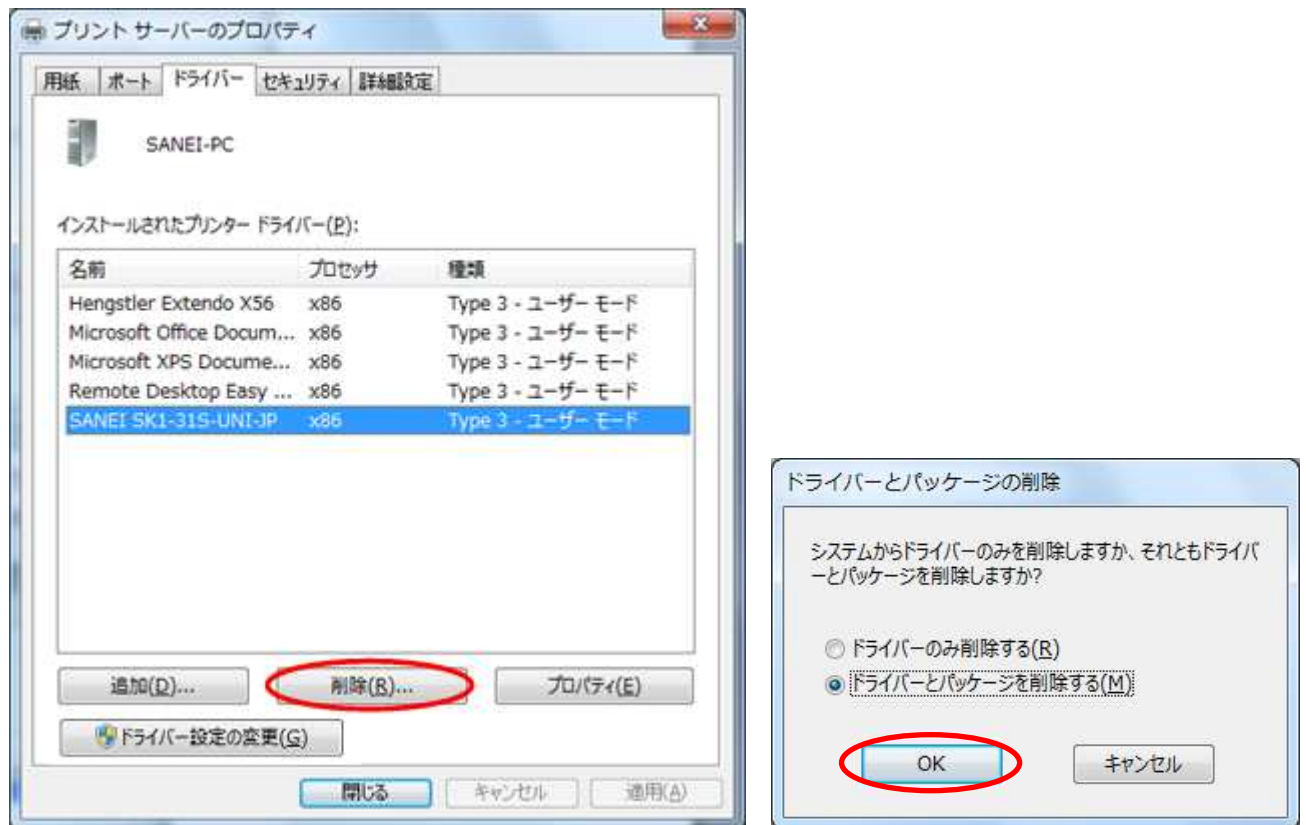 プリント サーバーのプロパティ
用紙 ポート ドライバー セキュリティ 詳細設定
SANEI-PC
インストールされたプリンター ドライバー(P):
名前 プロセッサ 種類
Hengstler Extendo X56 x86 Type 3 - ユーザー モード
Microsoft Office Docum... x86 Type 3 - ユーザー モード
Microsoft XPS Docume... x86 Type 3 - ユーザー モード
Remote Desktop Easy ... x86 Type 3 - ユーザー モード
SANEI SK1-31S-UNI-JP x86 Type 3 - ユーザー モード
追加(D)... 削除(R)... プロパティ(E)
ドライバー設定の変更(G)
閉じる キャンセル 適用(A)
ドライバーとパッケージの削除
システムからドライバーのみを削除しますか、それともドライバ
ーとパッケージを削除しますか?
ドライバーのみ削除する(R)
ドライバーとパッケージを削除する(M)
OK キャンセル